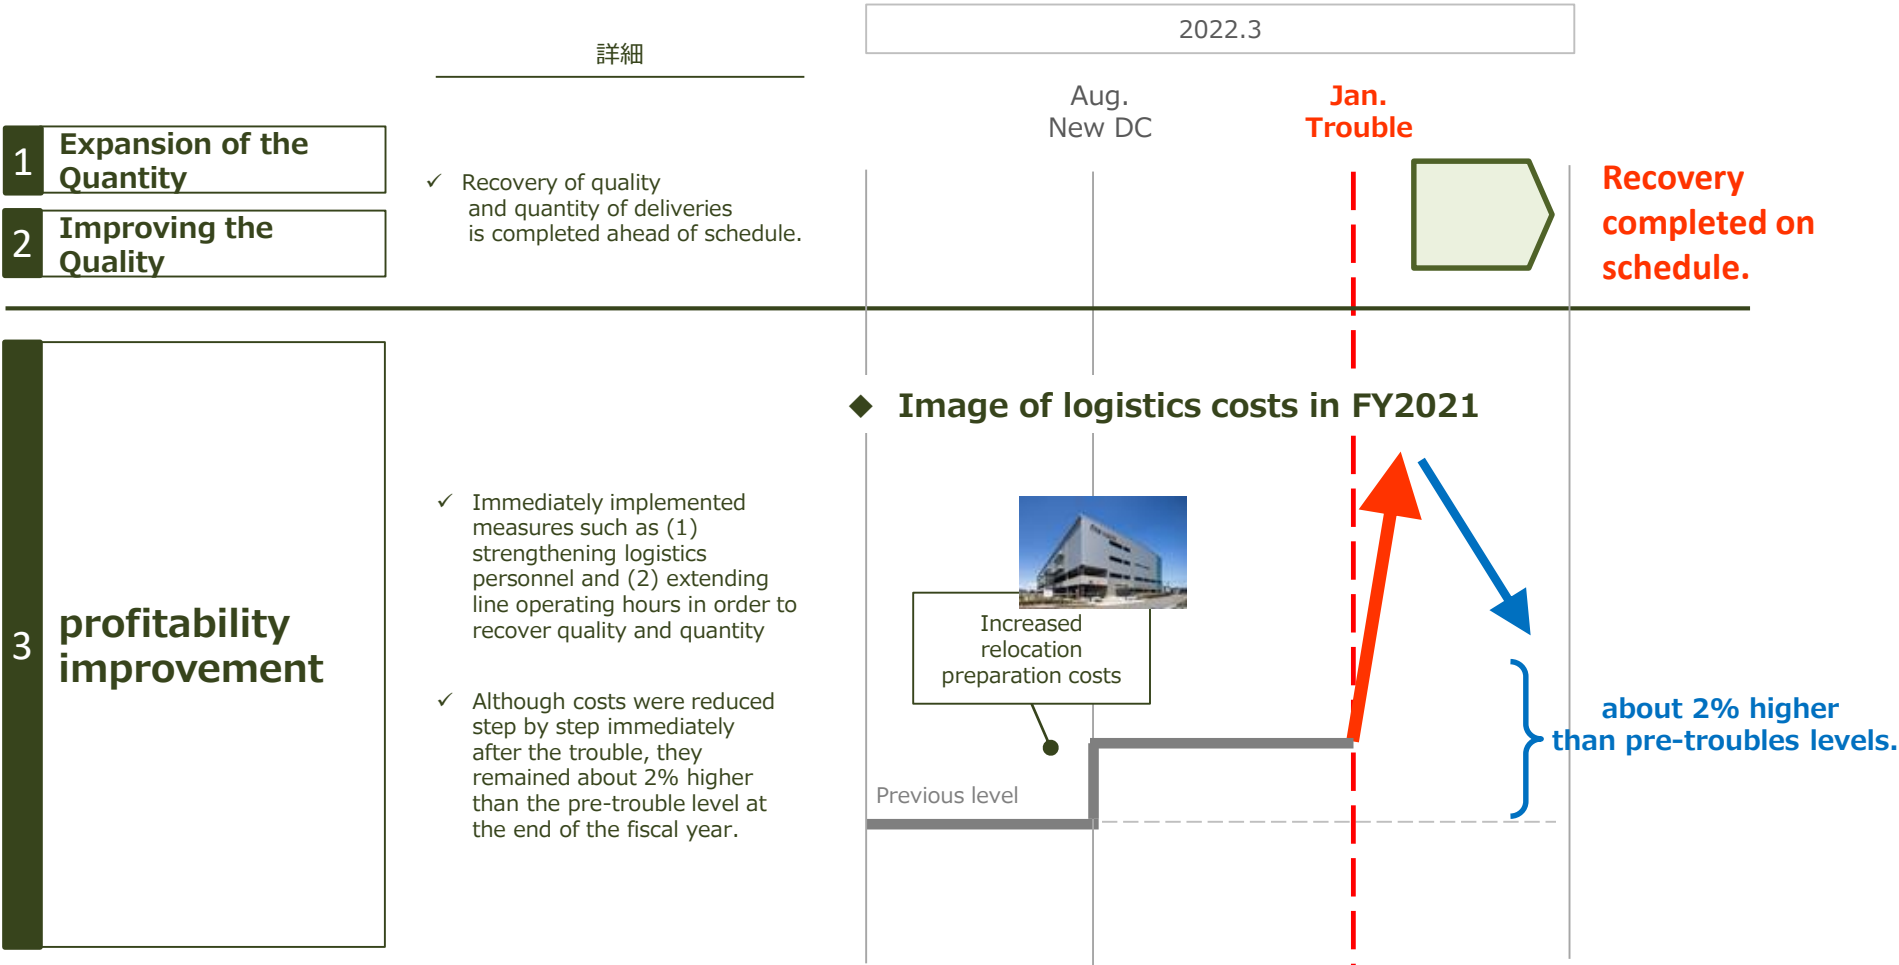 2022.3
詳細
Aug.
New DC
Jan.
Trouble
1
Expansion of the
Quantity
2
Improving the
Quality
✓ Recovery of quality
and quantity of deliveries
is completed ahead of schedule.
Recovery
completed on
schedule.
3
profitability
improvement
◆ Image of logistics costs in FY2021
✓ Immediately implemented
measures such as (1)
strengthening logistics
personnel and (2) extending
line operating hours in order to
recover quality and quantity
✓ Although costs were reduced
step by step immediately
after the trouble, they
remained about 2% higher
than the pre-trouble level at
the end of the fiscal year.
Increased
relocation
preparation costs
Previous level
about 2% higher
than pre-troubles levels.